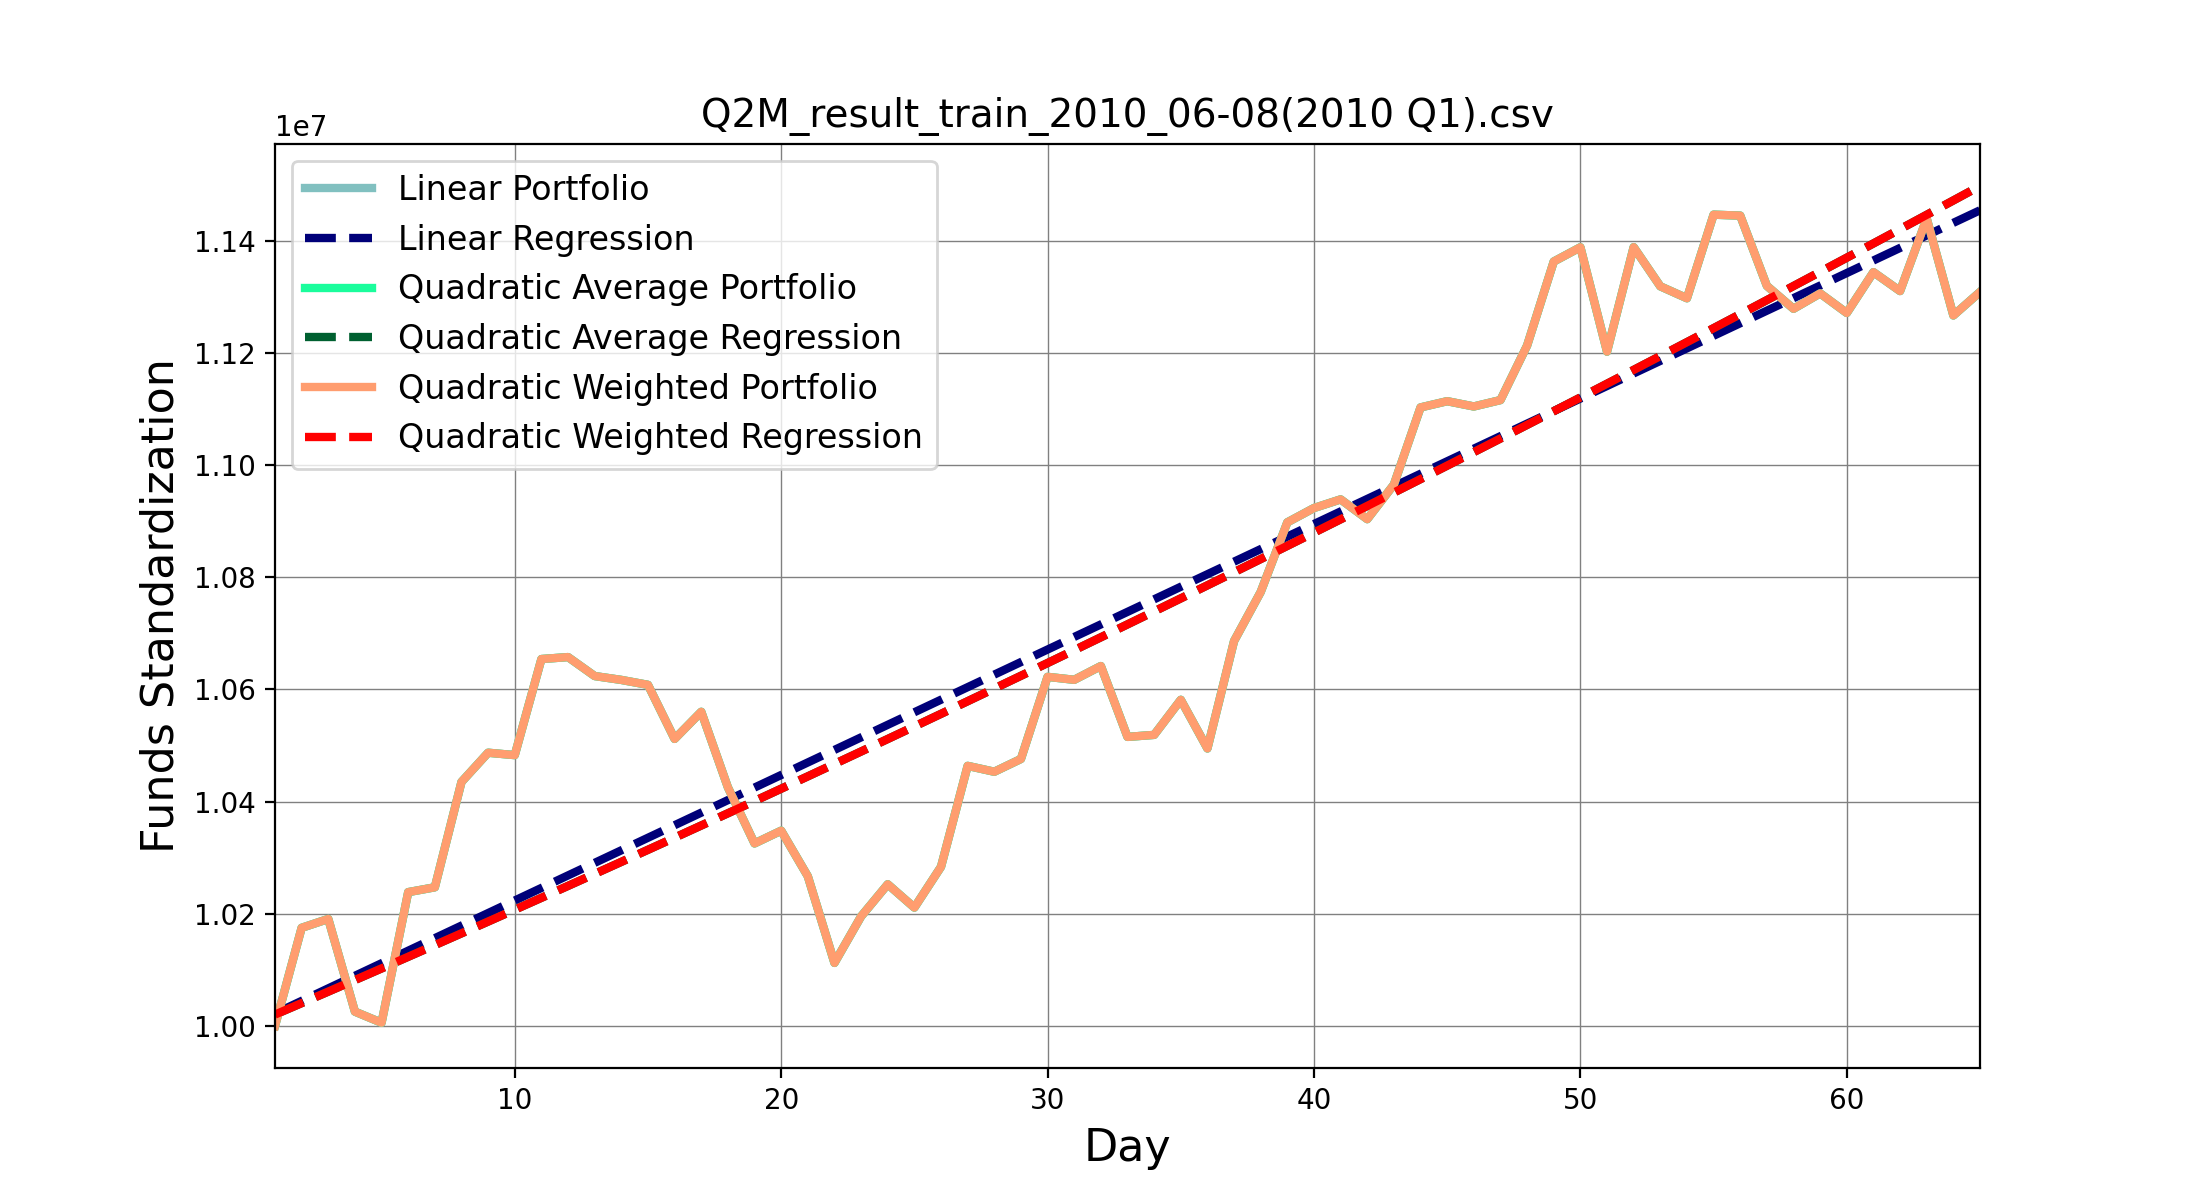 Q2M_result_train_2010_06-08(2010 Q1).csv
1e7
Linear Portfolio
Linear Regression
Quadratic Average Portfolio
Quadratic Average Regression
Quadratic Weighted Portfolio
Quadratic Weighted Regression
1.14
1.12
1.10
1.08
1.06
1.04
1.02
1.00
Funds Standardization
10 20 30 40 50 60
Day